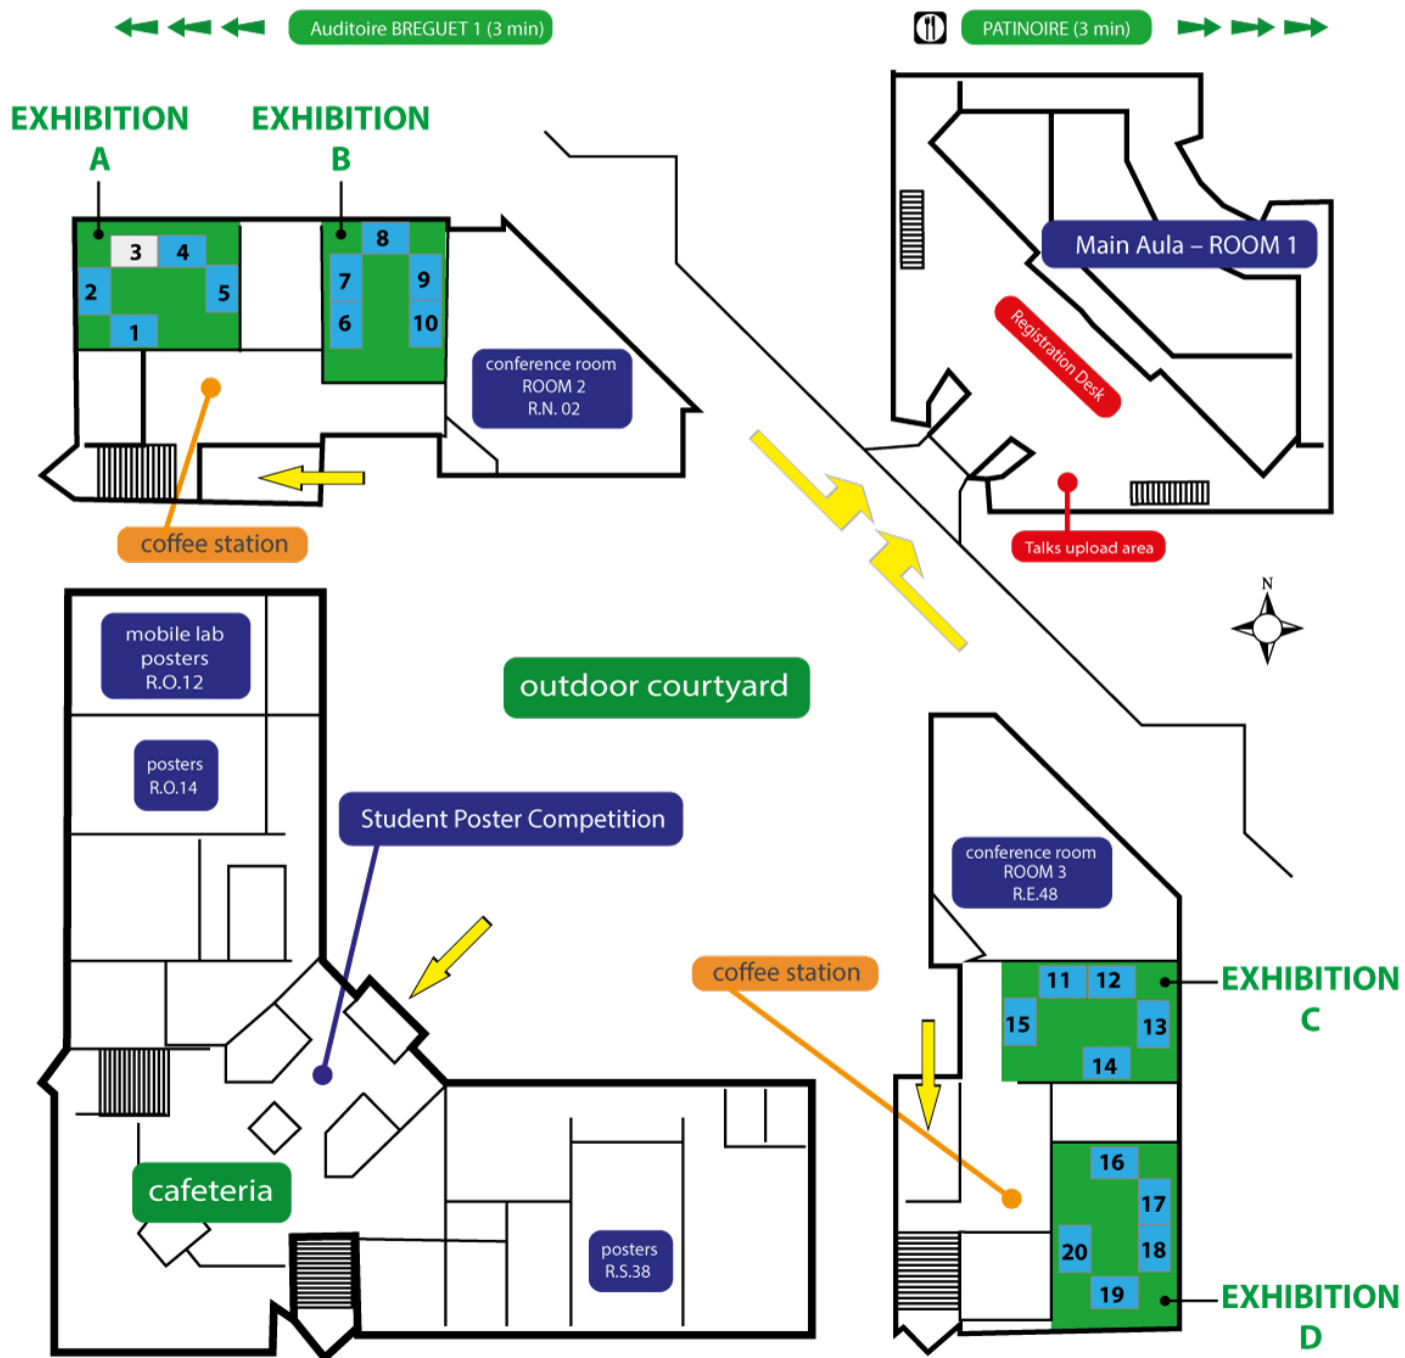 Auditoire BREGUET 1 (3 min)
PATINOIRE (3 min)
EXHIBITION
A
EXHIBITION
B
3
4
2
5
1
8
7
9
6
10
conference room
ROOM 2
R.N. 02
coffee station
Main Aula – ROOM 1
Registration Desk
Talks upload area
N
mobile lab
posters
R.O.12
posters
R.O.14
outdoor courtyard
Student Poster Competition
conference room
ROOM 3
R.E.48
coffee station
11
12
15
13
14
EXHIBITION
C
cafeteria
posters
R.S.38
16
17
20
18
19
EXHIBITION
D